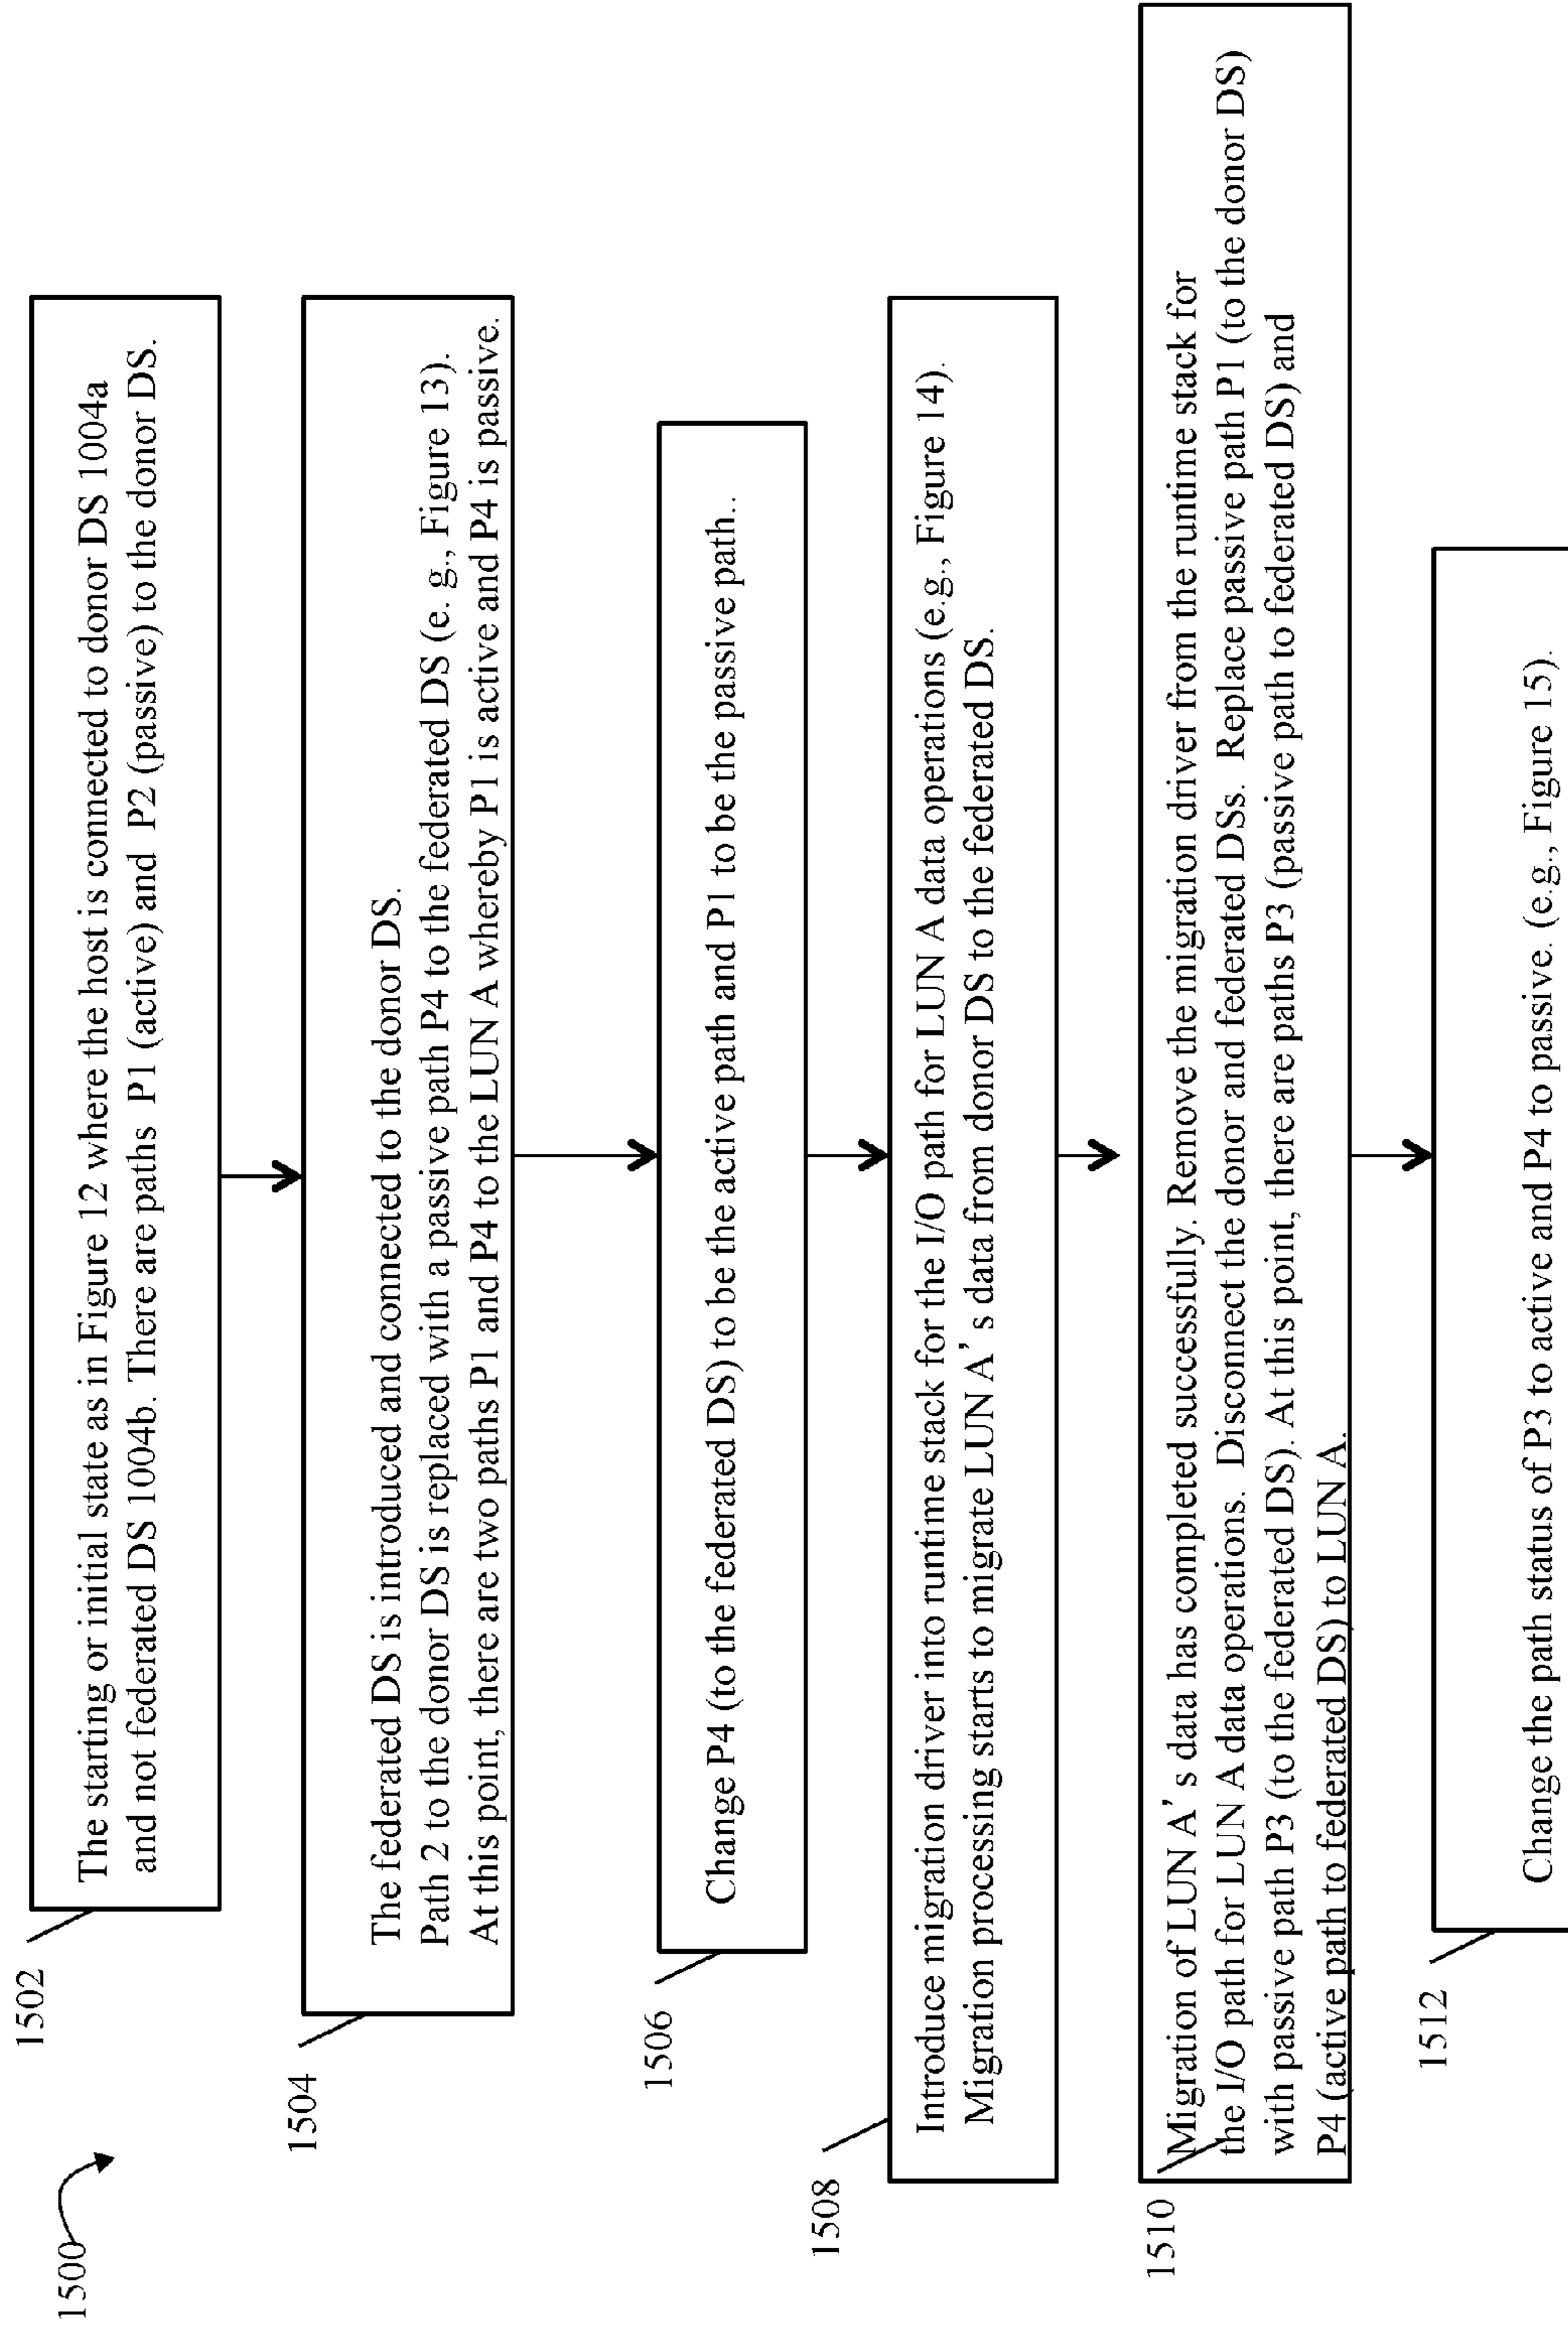 1500
1502
The starting or initial state as in Figure 12 where the host is connected to donor DS 1004a
and not federated DS 1004b. There are paths P1 (active) and P2 (passive) to the donor DS.
1504
The federated DS is introduced and connected to the donor DS.
Path 2 to the donor DS is replaced with a passive path P4 to the federated DS (e. g., Figure 13).
At this point, there are two paths P1 and P4 to the LUN A whereby P1 is active and P4 is passive.
1506
Change P4 (to the federated DS) to be the active path and P1 to be the passive path..
1508
Introduce migration driver into runtime stack for the I/O path for LUN A data operations (e.g., Figure 14).
Migration processing starts to migrate LUN A' s data from donor DS to the federated DS.
1510
Migration of LUN A' s data has completed successfully. Remove the migration driver from the runtime stack for
the I/O path for LUN A data operations. Disconnect the donor and federated DSs. Replace passive path P1 (to the donor DS)
with passive path P3 (to the federated DS). At this point, there are paths P3 (passive path to federated DS) and
P4 (active path to federated DS) to LUN A.
1512
Change the path status of P3 to active and P4 to passive. (e.g., Figure 15).